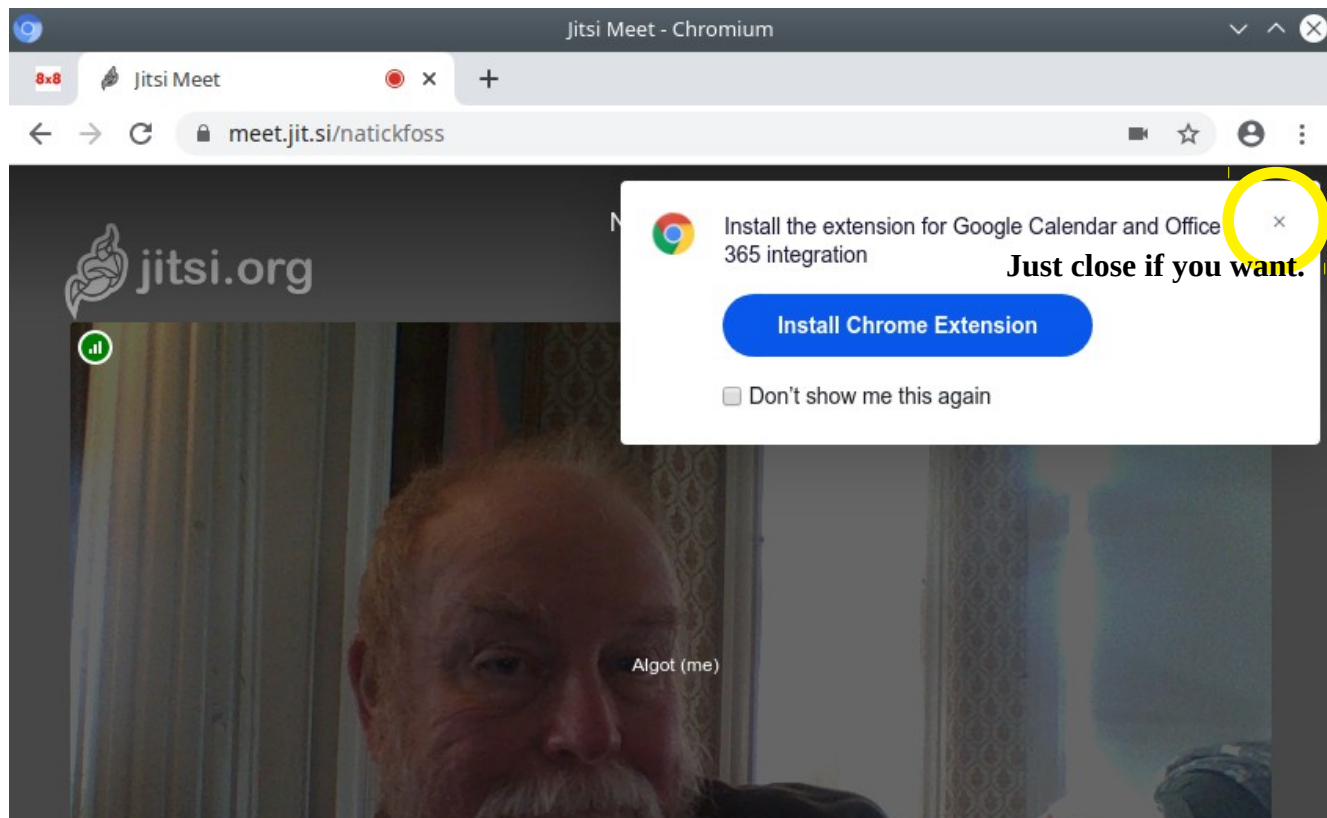 Jitsi Meet - Chromium
8x8 Jitsi Meet
meet.jit.si/natickfoss
jitsi.org
N
Install the extension for Google Calendar and Office
365 integration
Just close if you want.
Install Chrome Extension
Don't show me this again
Algot (me)